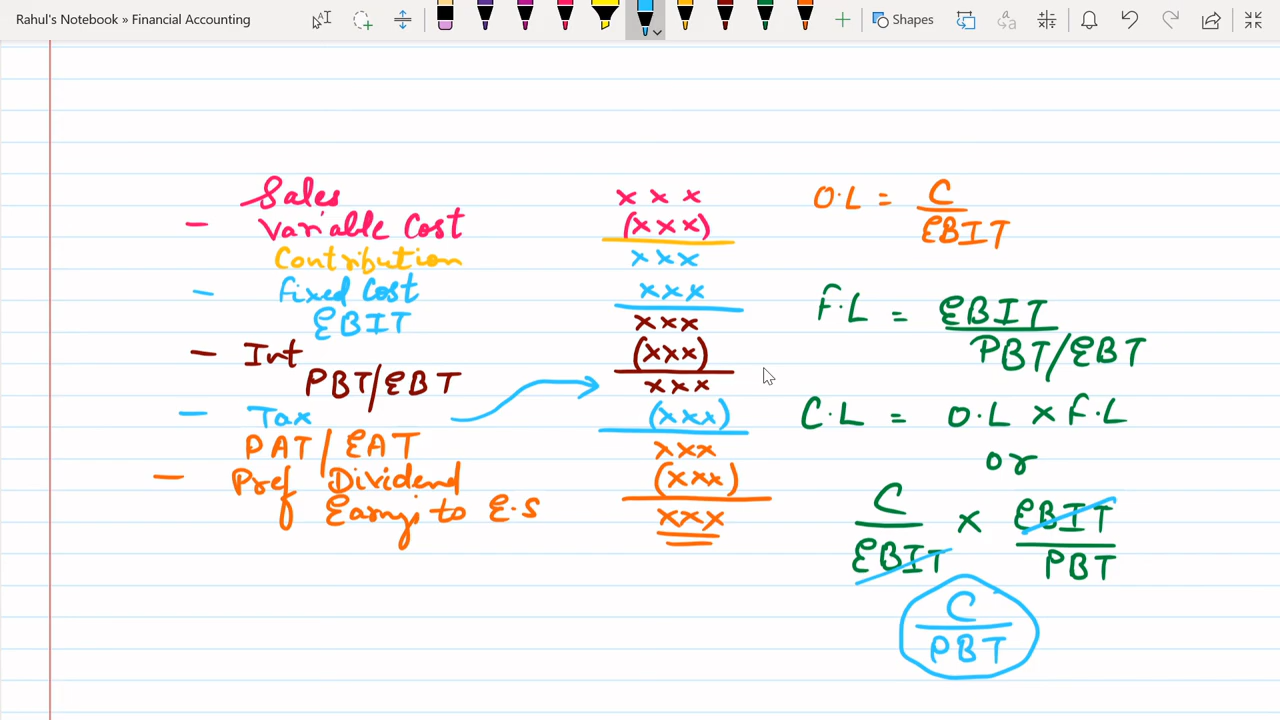 Rahul's Notebook » Financial Accounting
Shapes
Sales x x x
- Variable Cost (x x x)
Contribution x x x
- Fixed Cost x x x
EBIT x x x
- Int (x x x)
PBT/EBT x x x
- Tax (x x x)
PAT/EAT x x x
- Pref Dividend (x x x)
Earnings to E.S x x x
O.L = C
EBIT
F.L = EBIT
PBT/EBT
C.L = O.L x F.L
or
C x EBIT
EBIT PBT
C
PBT